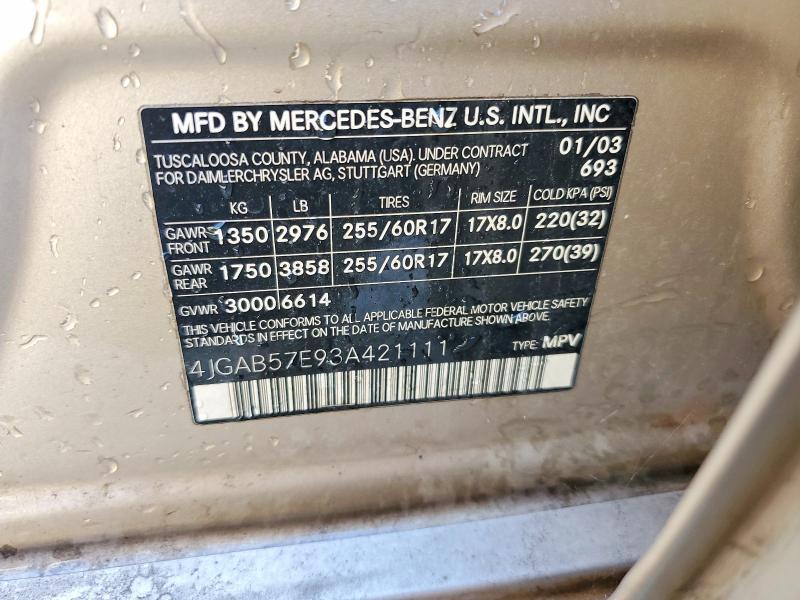 MFD BY MERCEDES-BENZ U.S. INTL., INC
TUSCALOOSA COUNTY, ALABAMA (USA). UNDER CONTRACT 01/03
FOR DAIMLERCHRYSLER AG, STUTTGART (GERMANY) 693
KG LB TIRES RIM SIZE COLD KPA (PSI)
GAWR FRONT 1350 2976 255/60R17 17X8.0 220(32)
GAWR REAR 1750 3858 255/60R17 17X8.0 270(39)
GVWR 3000 6614
THIS VEHICLE CONFORMS TO ALL APPLICABLE FEDERAL MOTOR VEHICLE SAFETY
STANDARDS IN EFFECT ON THE DATE OF MANUFACTURE SHOWN ABOVE.
4JGAB57E93A421111 TYPE: MPV